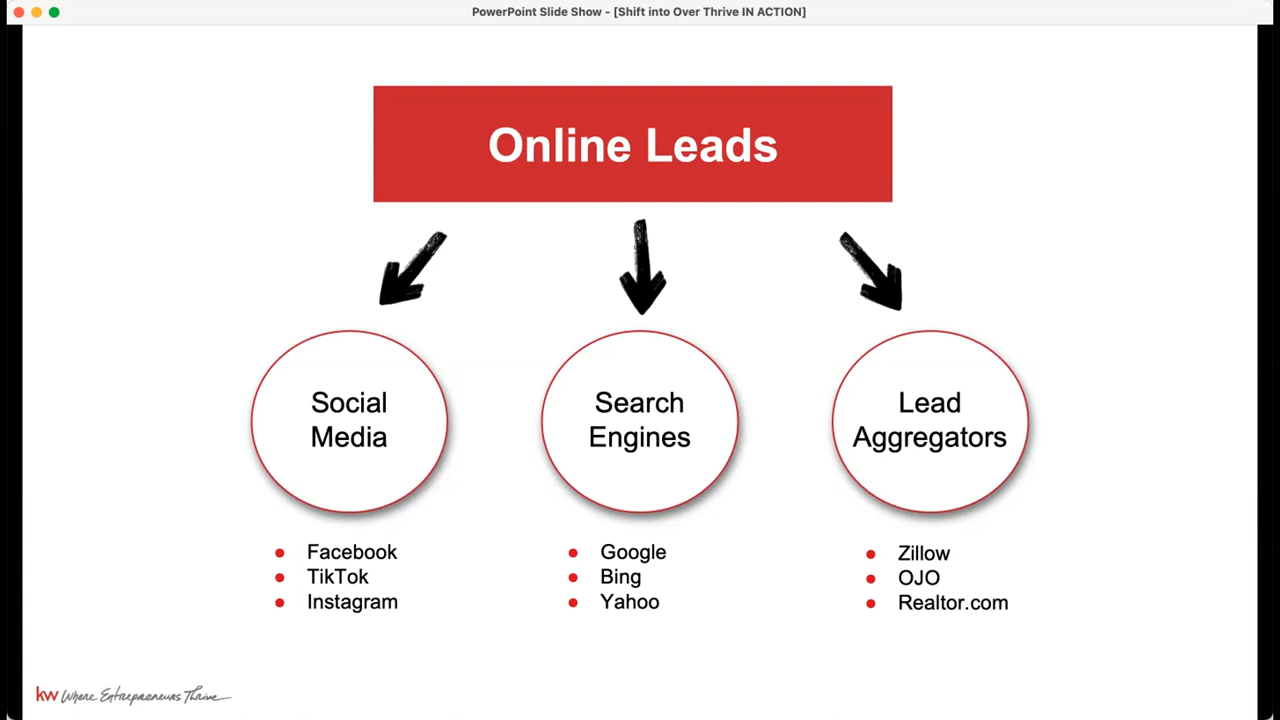 PowerPoint Slide Show - [Shift into Over Thrive IN ACTION]
Online Leads
Social
Media
Search
Engines
Lead
Aggregators
Facebook
TikTok
Instagram
Google
Bing
Yahoo
Zillow
OJO
Realtor.com
kw Where Entrepreneurs Thrive